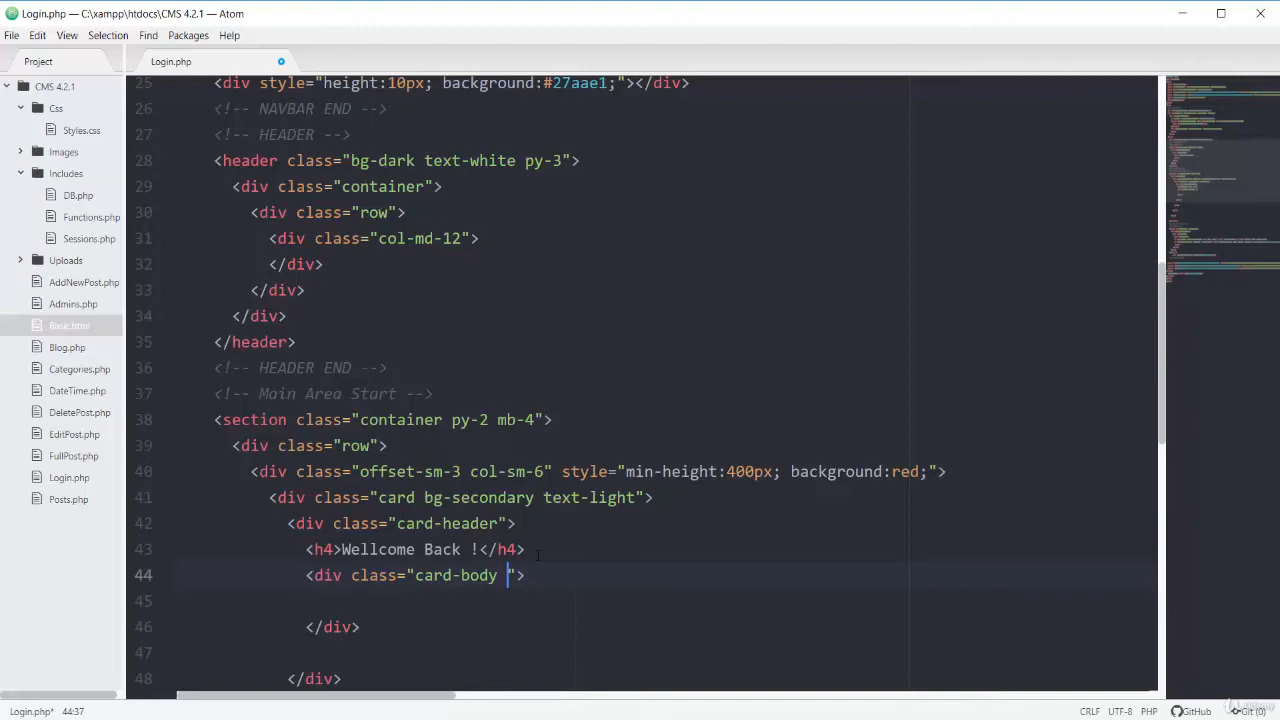 Login.php — C:\xampp\htdocs\CMS 4.2.1 — Atom
File Edit View Selection Find Packages Help
Project
Login.php
CMS 4.2.1
Css
Styles.css
Images
Includes
DB.php
Functions.php
Sessions.php
Uploads
AddNewPost.php
Admins.php
Basic.html
Blog.php
Categories.php
DateTime.php
DeletePost.php
EditPost.php
FullPost.php
Login.php
Posts.php
25 <div style="height:10px; background:#27aae1;"></div>
26 <!-- NAVBAR END -->
27 <!-- HEADER -->
28 <header class="bg-dark text-white py-3">
29 <div class="container">
30 <div class="row">
31 <div class="col-md-12">
32 </div>
33 </div>
34 </div>
35 </header>
36 <!-- HEADER END -->
37 <!-- Main Area Start -->
38 <section class="container py-2 mb-4">
39 <div class="row">
40 <div class="offset-sm-3 col-sm-6" style="min-height:400px; background:red;">
41 <div class="card bg-secondary text-light">
42 <div class="card-header">
43 <h4>Wellcome Back !</h4>
44 <div class="card-body ">
45
46 </div>
47
48 </div>
Login.php* 44:37
CRLF UTF-8 PHP GitHub Git (0)